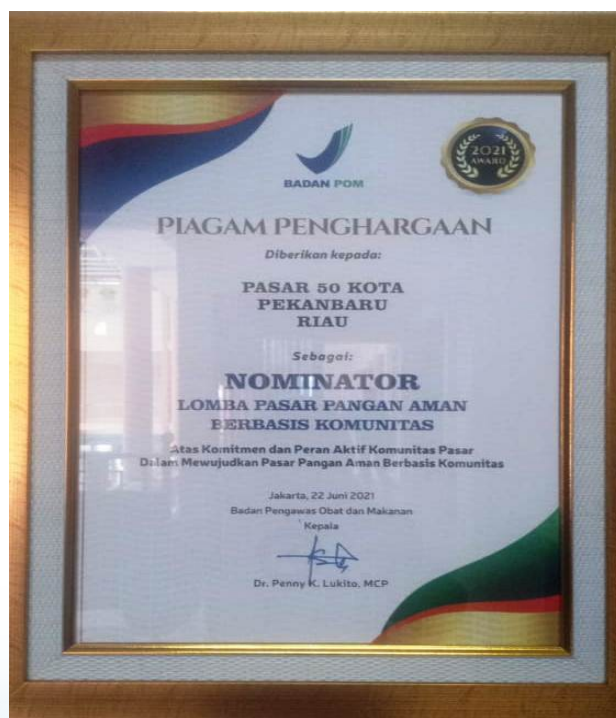 BADAN POM
2021
AWARD
PIAGAM PENGHARGAAN
Diberikan kepada:
PASAR 50 KOTA
PEKANBARU
RIAU
Sebagai:
NOMINATOR
LOMBA PASAR PANGAN AMAN
BERBASIS KOMUNITAS
Atas Komitmen dan Peran Aktif Komunitas Pasar
Dalam Mewujudkan Pasar Pangan Aman Berbasis Komunitas
Jakarta, 22 Juni 2021
Badan Pengawas Obat dan Makanan
Kepala
Dr. Penny K. Lukito, MCP